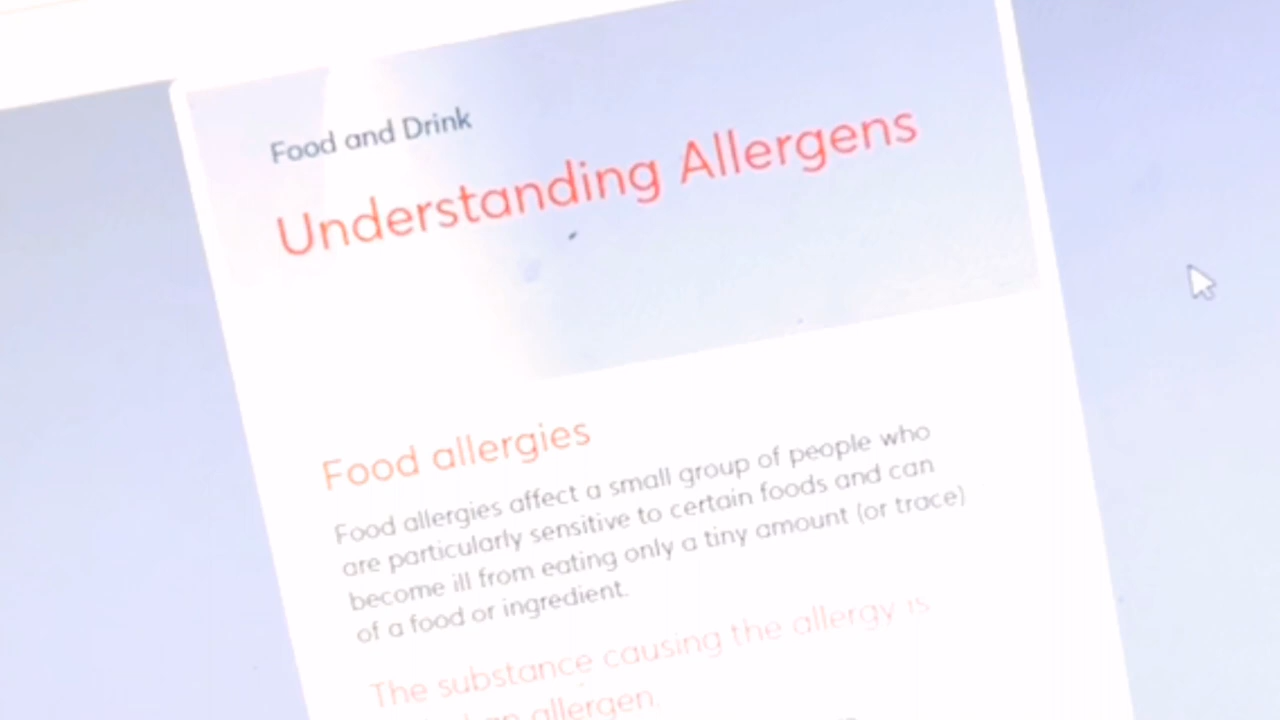 Food and Drink
Understanding Allergens
Food allergies
Food allergies affect a small group of people who
are particularly sensitive to certain foods and can
become ill from eating only a tiny amount (or trace)
of a food or ingredient.
The substance causing the allergy is
an allergen.